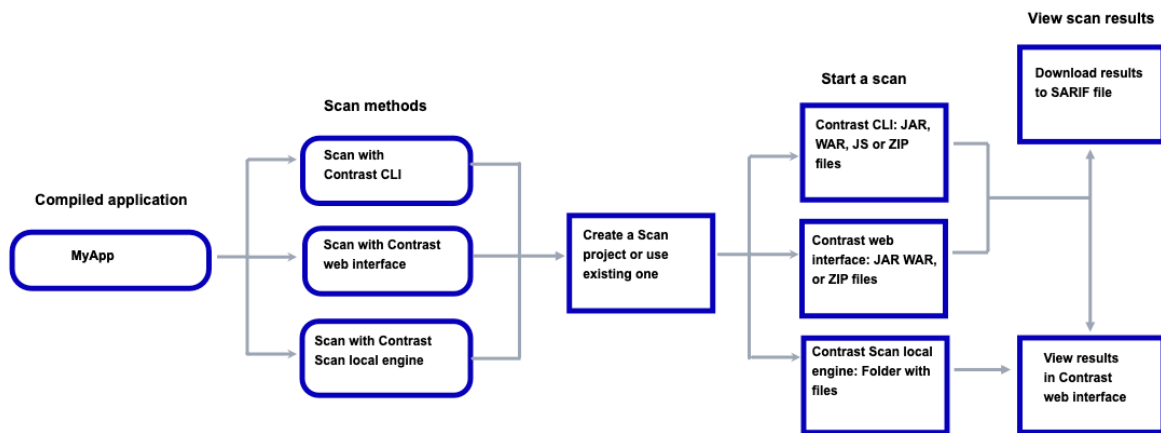 View scan results
Download results
to SARIF file
Start a scan
Scan methods
Contrast CLI: JAR,
WAR, JS or ZIP
files
Scan with
Contrast CLI
Compiled application
MyApp
Scan with Contrast
web interface
Create a Scan
project or use
existing one
Contrast web
interface: JAR WAR,
or ZIP files
Scan with Contrast
Scan local engine
Contrast Scan local
engine: Folder with
files
View results
in Contrast
web interface